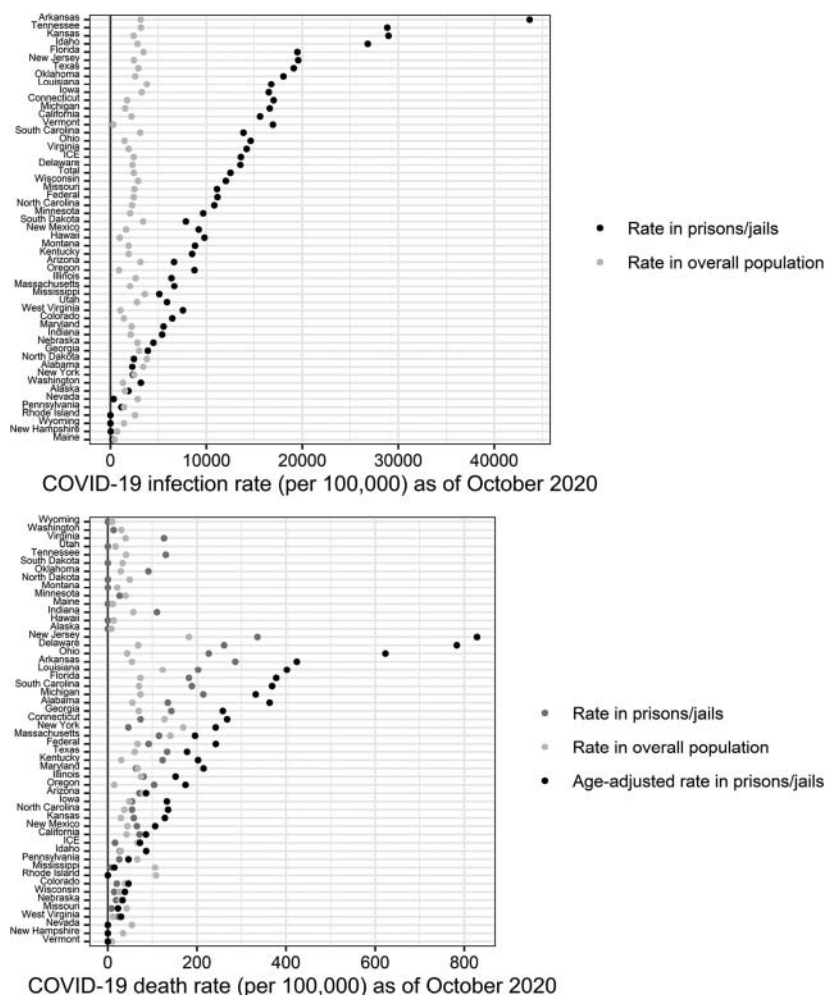 Arkansas
Tennessee
Kansas
Idaho
Florida
New Jersey
Texas
Oklahoma
Louisiana
Iowa
Connecticut
Michigan
California
Vermont
South Carolina
Ohio
Virginia
ICE
Delaware
Total
Wisconsin
Missouri
Federal
North Carolina
Minnesota
South Dakota
New Mexico
Hawaii
Montana
Kentucky
Arizona
Oregon
Illinois
Massachusetts
Mississippi
Utah
West Virginia
Colorado
Maryland
Indiana
Nebraska
Georgia
North Dakota
Alabama
New York
Washington
Alaska
Nevada
Pennsylvania
Rhode Island
Wyoming
New Hampshire
Maine
0 10000 20000 30000 40000
COVID-19 infection rate (per 100,000) as of October 2020
Rate in prisons/jails
Rate in overall population
Wyoming
Washington
Virginia
Utah
Tennessee
South Dakota
Oklahoma
North Dakota
Montana
Minnesota
Maine
Indiana
Hawaii
Alaska
New Jersey
Delaware
Ohio
Arkansas
Louisiana
Florida
South Carolina
Michigan
Alabama
Georgia
Connecticut
New York
Massachusetts
Federal
Texas
Kentucky
Maryland
Illinois
Oregon
Arizona
Iowa
North Carolina
Kansas
New Mexico
California
ICE
Idaho
Pennsylvania
Mississippi
Rhode Island
Colorado
Wisconsin
Nebraska
Missouri
West Virginia
Nevada
New Hampshire
Vermont
0 200 400 600 800
COVID-19 death rate (per 100,000) as of October 2020
Rate in prisons/jails
Rate in overall population
Age-adjusted rate in prisons/jails